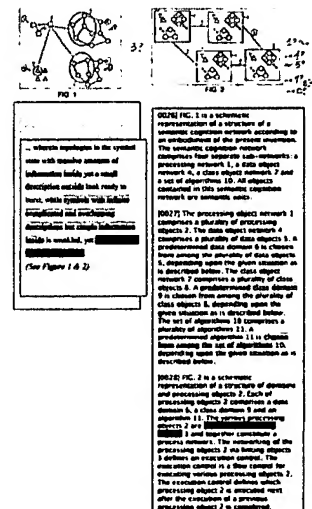 FIG 1
3?
FIG 2
... wherein topologies in the symbol
state with massive amounts of
information inside yet a small
description outside look ready to
burst, while symbols with infinite
complicated and overlapping
descriptions but simple information
inside is wrinkled, yet
(See Figure 1 & 2)
[0026] FIG. 1 is a schematic
representation of a structure of a
semantic cognition network according to
an embodiment of the present invention.
The semantic cognition network
comprises four separate sub-networks: a
processing network 1, a data object
network 4, a class object network 7 and
a set of algorithms 10. All objects
contained in this semantic cognition
network are semantic units.
[0027] The processing object network 1
comprises a plurality of processing
objects 2. The data object network 4
comprises a plurality of data objects 5. A
predetermined data domain 6 is chosen
from among the plurality of data objects
5, depending upon the given situation as
is described below. The class object
network 7 comprises a plurality of class
objects 8. A predetermined class domain
9 is chosen from among the plurality of
class objects 8, depending upon the
given situation as is described below.
The set of algorithms 10 comprises a
plurality of algorithms 11. A
predetermined algorithm 11 is chosen
from among the set of algorithms 10,
depending upon the given situation as is
described below.
[0028] FIG. 2 is a schematic
representation of a structure of domains
and processing objects 2. Each of
processing objects 2 comprises a data
domain 6, a class domain 9 and an
algorithm 11. The various processing
objects 2 are
3 and together constitute a
process network. The networking of the
processing objects 2 via linking objects
3 defines an execution control. The
execution control is a flow control for
executing various processing objects 2.
The execution control defines which
processing object 2 is executed next
after the execution of a previous
processing object 2 is considered.